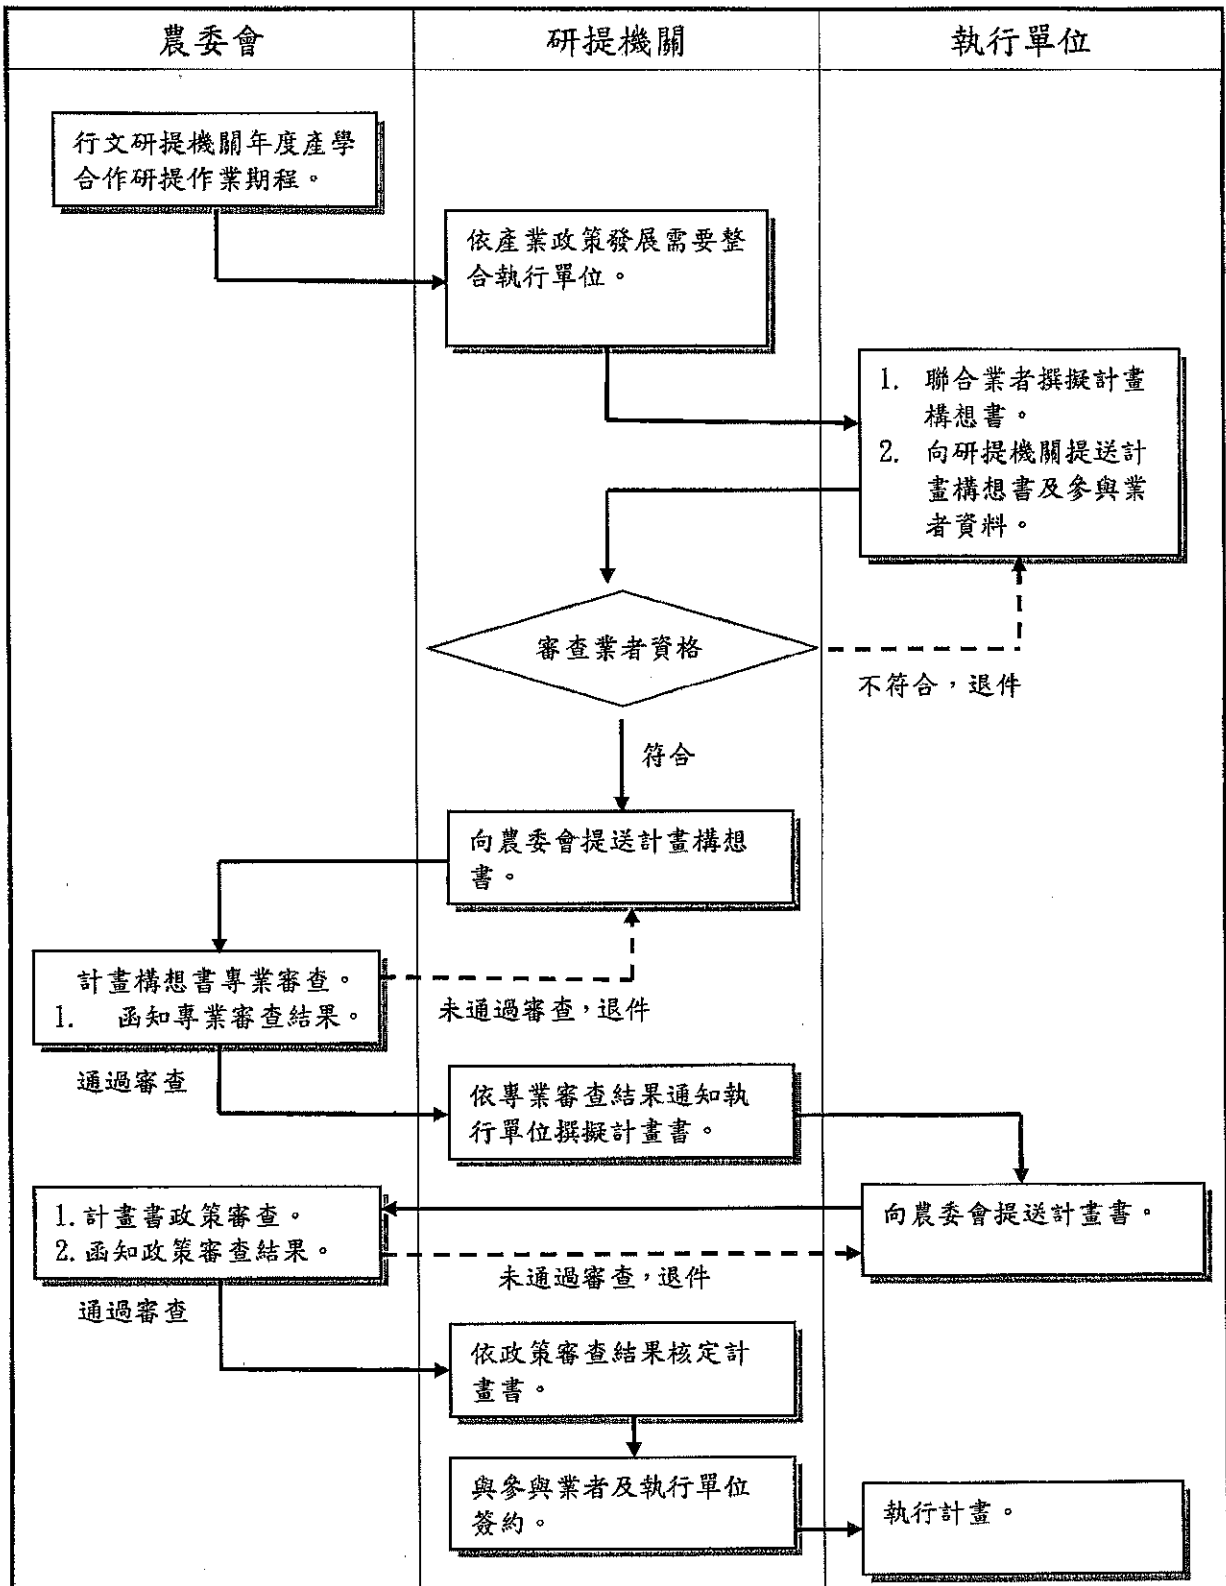 農委會
研提機關
執行單位
行文研提機關年度產學
合作研提作業期程。
依產業政策發展需要整
合執行單位。
1. 聯合業者撰擬計畫
構想書。
2. 向研提機關提送計
畫構想書及參與業
者資料。
審查業者資格
不符合,退件
符合
向農委會提送計畫構想
書。
計畫構想書專業審查。
1. 函知專業審查結果。
未通過審查,退件
通過審查
依專業審查結果通知執
行單位撰擬計畫書。
1.計畫書政策審查。
2.函知政策審查結果。
向農委會提送計畫書。
未通過審查,退件
通過審查
依政策審查結果核定計
畫書。
與參與業者及執行單位
簽約。
執行計畫。